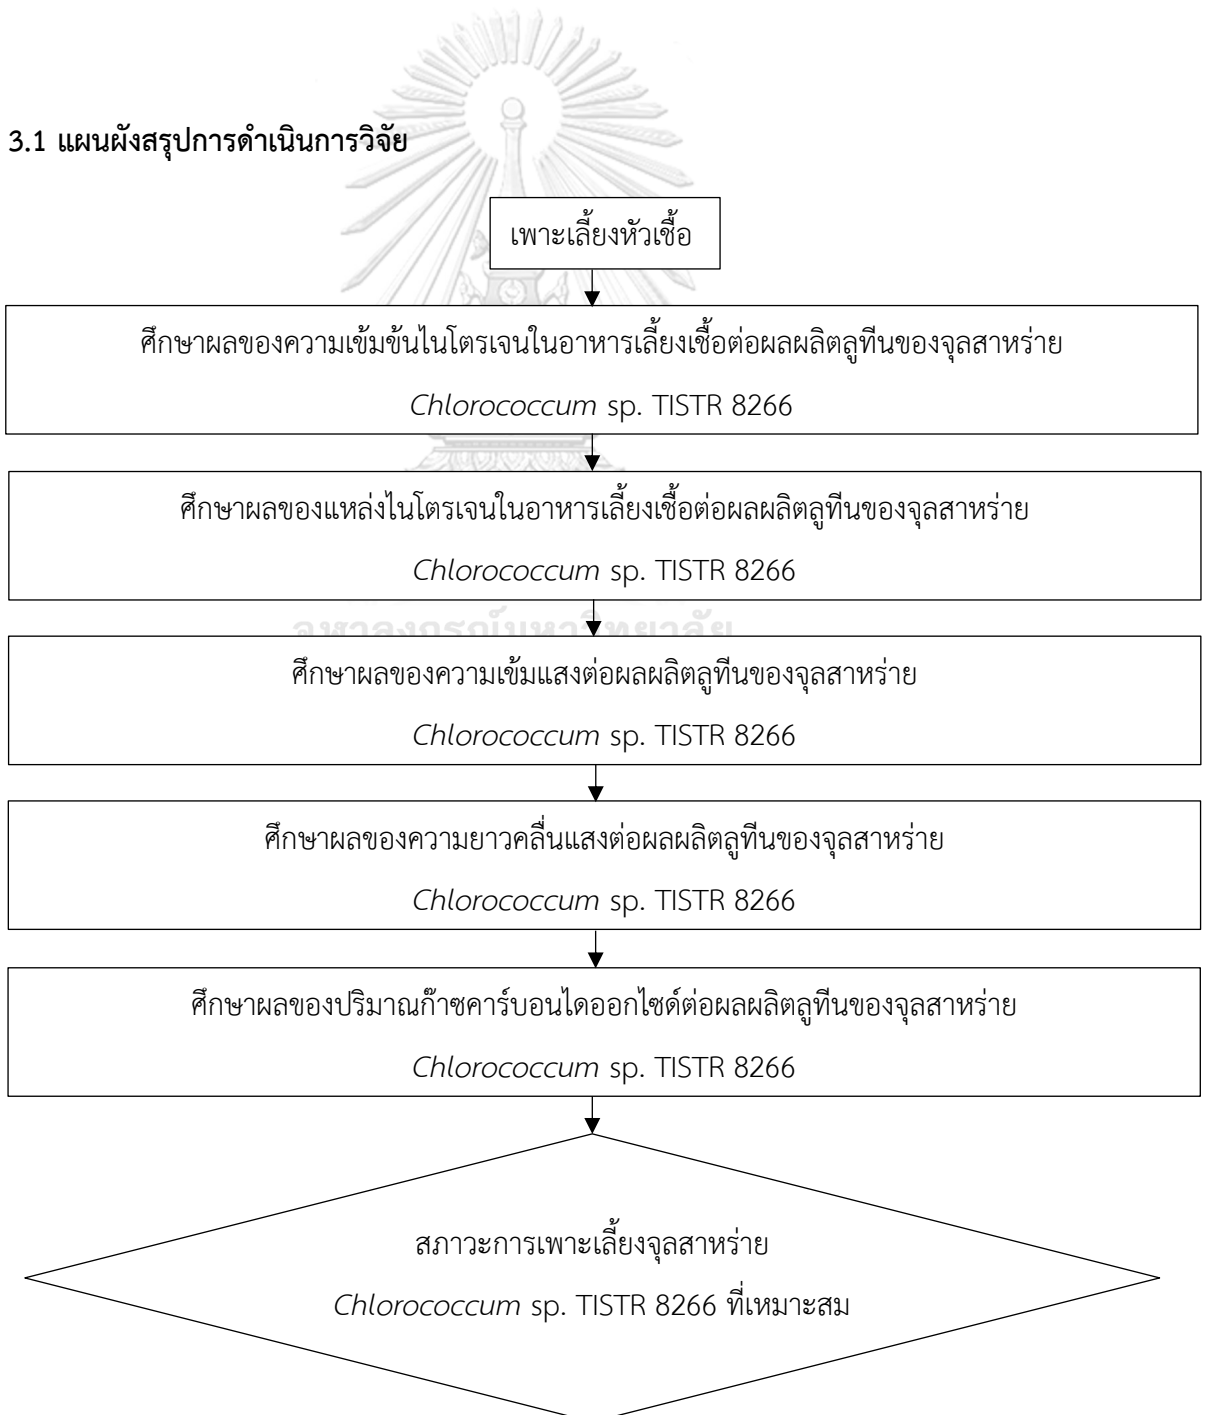 3.1 แผนผังสรุปการดำเนินการวิจัย
เพาะเลี้ยงหัวเชื้อ
ศึกษาผลของความเข้มข้นไนโตรเจนในอาหารเลี้ยงเชื้อต่อผลผลิตลูทีนของจุลสาหร่าย
Chlorococcum sp. TISTR 8266
ศึกษาผลของแหล่งไนโตรเจนในอาหารเลี้ยงเชื้อต่อผลผลิตลูทีนของจุลสาหร่าย
Chlorococcum sp. TISTR 8266
จุฬาลงกรณ์มหาวิทยาลัย
ศึกษาผลของความเข้มแสงต่อผลผลิตลูทีนของจุลสาหร่าย
Chlorococcum sp. TISTR 8266
ศึกษาผลของความยาวคลื่นแสงต่อผลผลิตลูทีนของจุลสาหร่าย
Chlorococcum sp. TISTR 8266
ศึกษาผลของปริมาณก๊าซคาร์บอนไดออกไซด์ต่อผลผลิตลูทีนของจุลสาหร่าย
Chlorococcum sp. TISTR 8266
สภาวะการเพาะเลี้ยงจุลสาหร่าย
Chlorococcum sp. TISTR 8266 ที่เหมาะสม